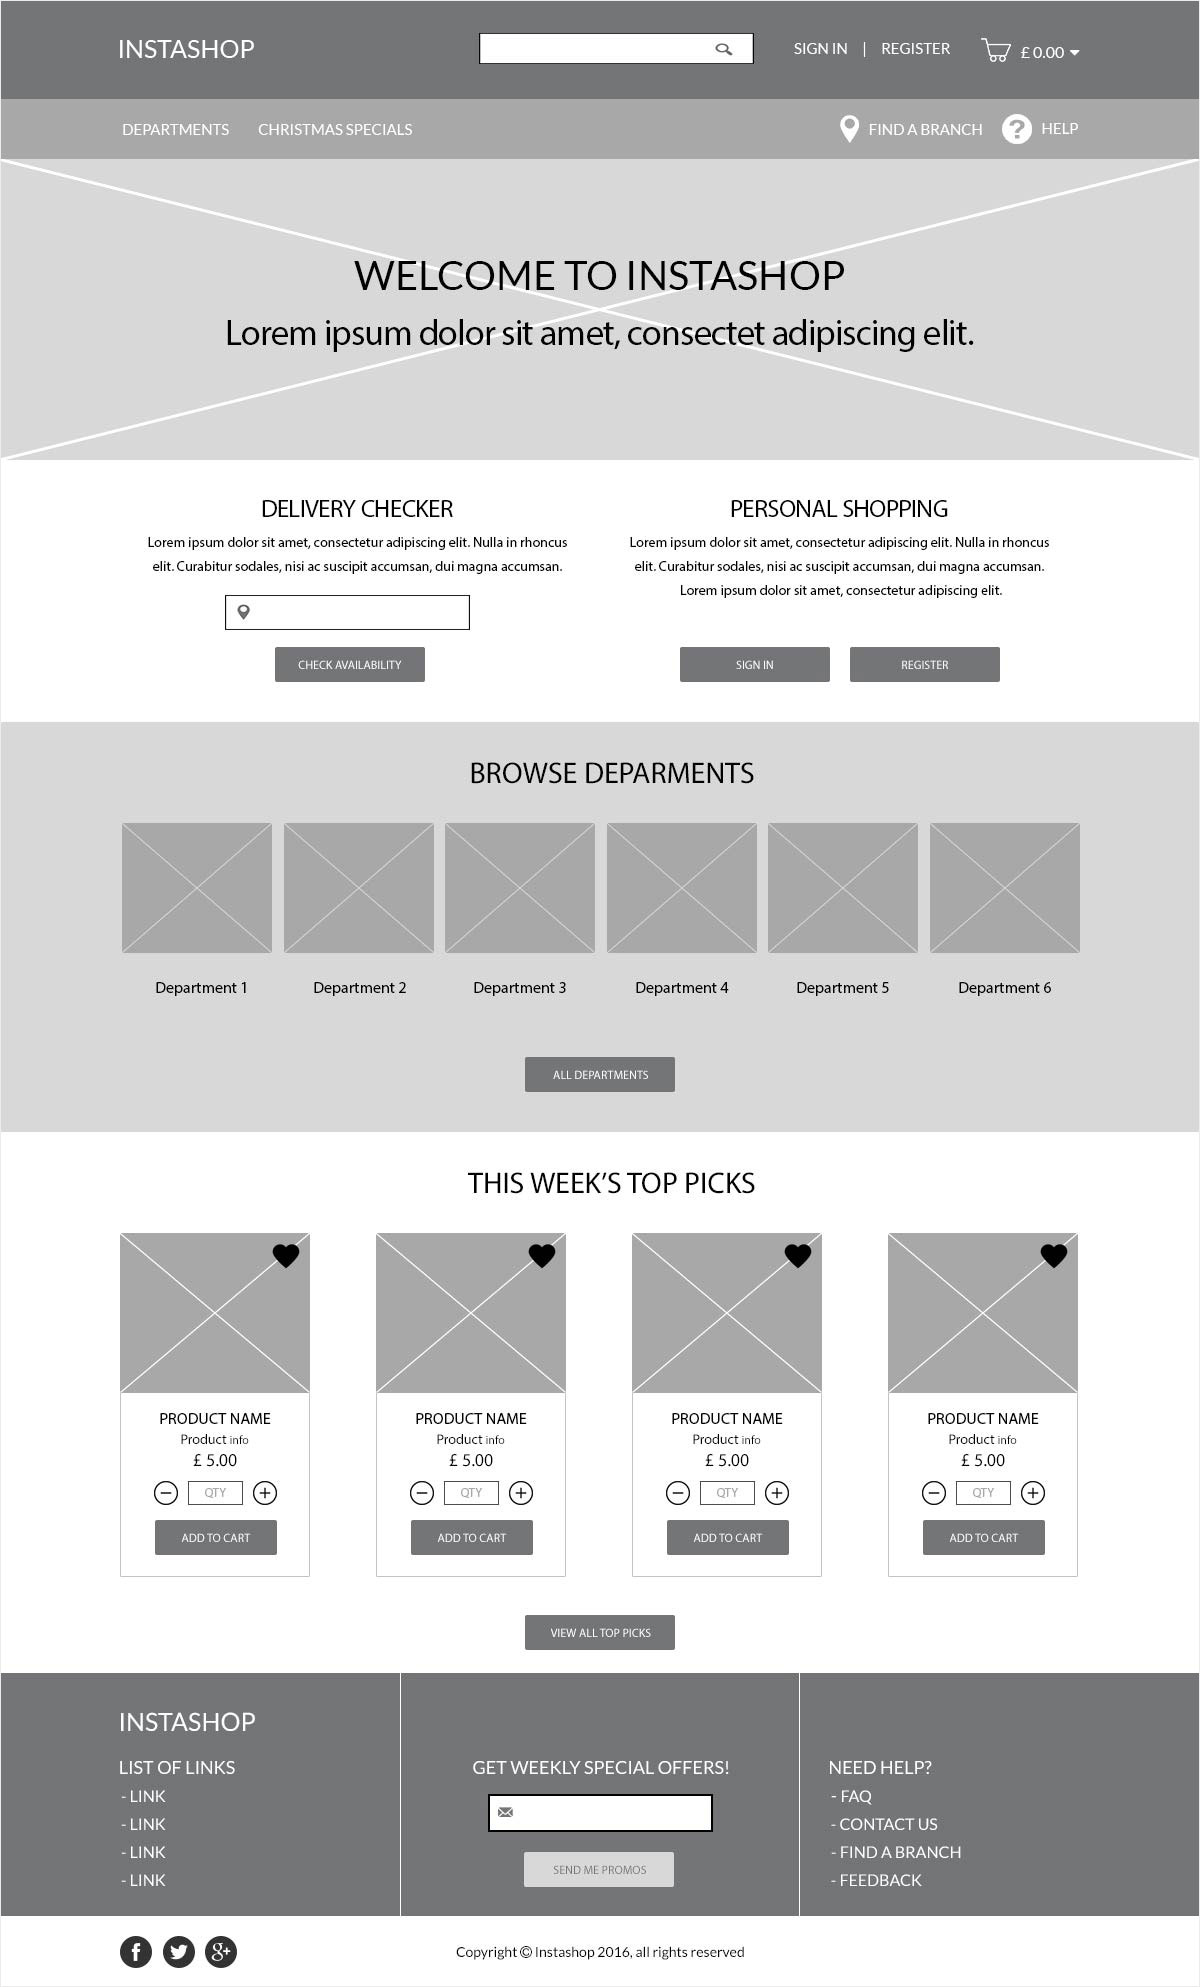 INSTASHOP
SIGN IN | REGISTER
£ 0.00
DEPARTMENTS CHRISTMAS SPECIALS
FIND A BRANCH
HELP
WELCOME TO INSTASHOP
Lorem ipsum dolor sit amet, consectet adipiscing elit.
DELIVERY CHECKER
Lorem ipsum dolor sit amet, consectetur adipiscing elit. Nulla in rhoncus
elit. Curabitur sodales, nisi ac suscipit accumsan, dui magna accumsan.
CHECK AVAILABILITY
PERSONAL SHOPPING
Lorem ipsum dolor sit amet, consectetur adipiscing elit. Nulla in rhoncus
elit. Curabitur sodales, nisi ac suscipit accumsan, dui magna accumsan.
Lorem ipsum dolor sit amet, consectetur adipiscing elit.
SIGN IN
REGISTER
BROWSE DEPARMENTS
Department 1
Department 2
Department 3
Department 4
Department 5
Department 6
ALL DEPARTMENTS
THIS WEEK’S TOP PICKS
PRODUCT NAME
Product info
£ 5.00
QTY
ADD TO CART
PRODUCT NAME
Product info
£ 5.00
QTY
ADD TO CART
PRODUCT NAME
Product info
£ 5.00
QTY
ADD TO CART
PRODUCT NAME
Product info
£ 5.00
QTY
ADD TO CART
VIEW ALL TOP PICKS
INSTASHOP
LIST OF LINKS
- LINK
- LINK
- LINK
- LINK
GET WEEKLY SPECIAL OFFERS!
SEND ME PROMOS
NEED HELP?
- FAQ
- CONTACT US
- FIND A BRANCH
- FEEDBACK
Copyright © Instashop 2016, all rights reserved